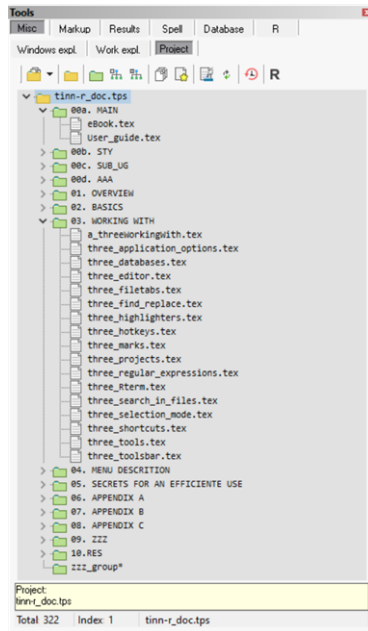 Tools
Misc Markup Results Spell Database R
Windows expl. Work expl. Project
R
tinn-r_doc.tps
00a. MAIN
eBook.tex
User_guide.tex
00b. STY
00c. SUB_UG
00d. AAA
01. OVERVIEW
02. BASICS
03. WORKING WITH
a_threeWorkingWith.tex
three_application_options.tex
three_databases.tex
three_editor.tex
three_filetabs.tex
three_find_replace.tex
three_highlighters.tex
three_hotkeys.tex
three_marks.tex
three_projects.tex
three_regular_expressions.tex
three_Rterm.tex
three_search_in_files.tex
three_selection_mode.tex
three_shortcuts.tex
three_tools.tex
three_toolsbar.tex
04. MENU DESCRITION
05. SECRETS FOR AN EFFICIENTE USE
06. APPENDIX A
07. APPENDIX B
08. APPENDIX C
09. ZZZ
10.RES
zzz_group*
Project:
tinn-r_doc.tps
Total 322 Index: 1 tinn-r_doc.tps